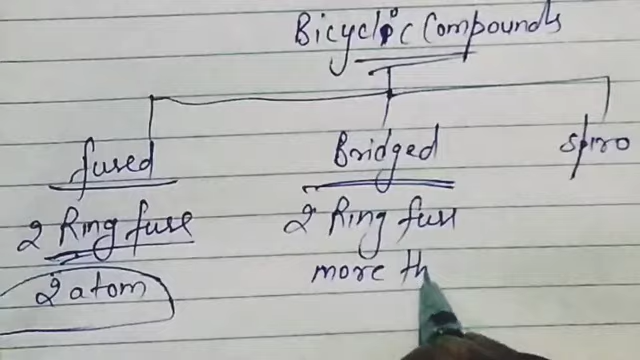 Bicyclic Compounds
fused Bridged spiro
2 Ring fuse 2 Ring fuse
2 atom more th